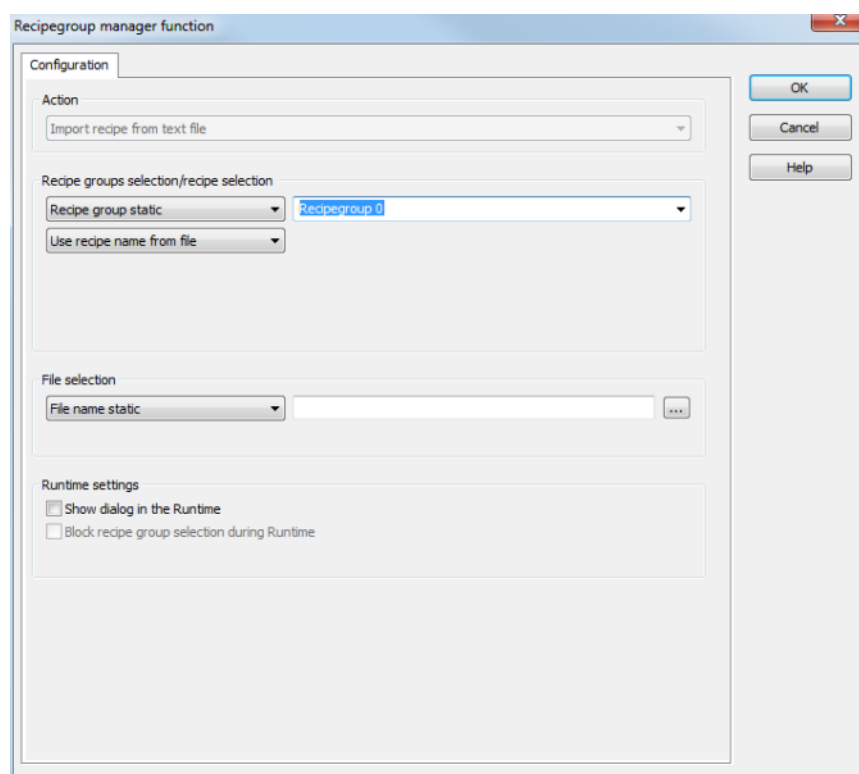 Recipegroup manager function
Configuration
OK
Action
Import recipe from text file
Cancel
Help
Recipe groups selection/recipe selection
Recipe group static
Recipegroup 0
Use recipe name from file
File selection
File name static
...
Runtime settings
Show dialog in the Runtime
Block recipe group selection during Runtime